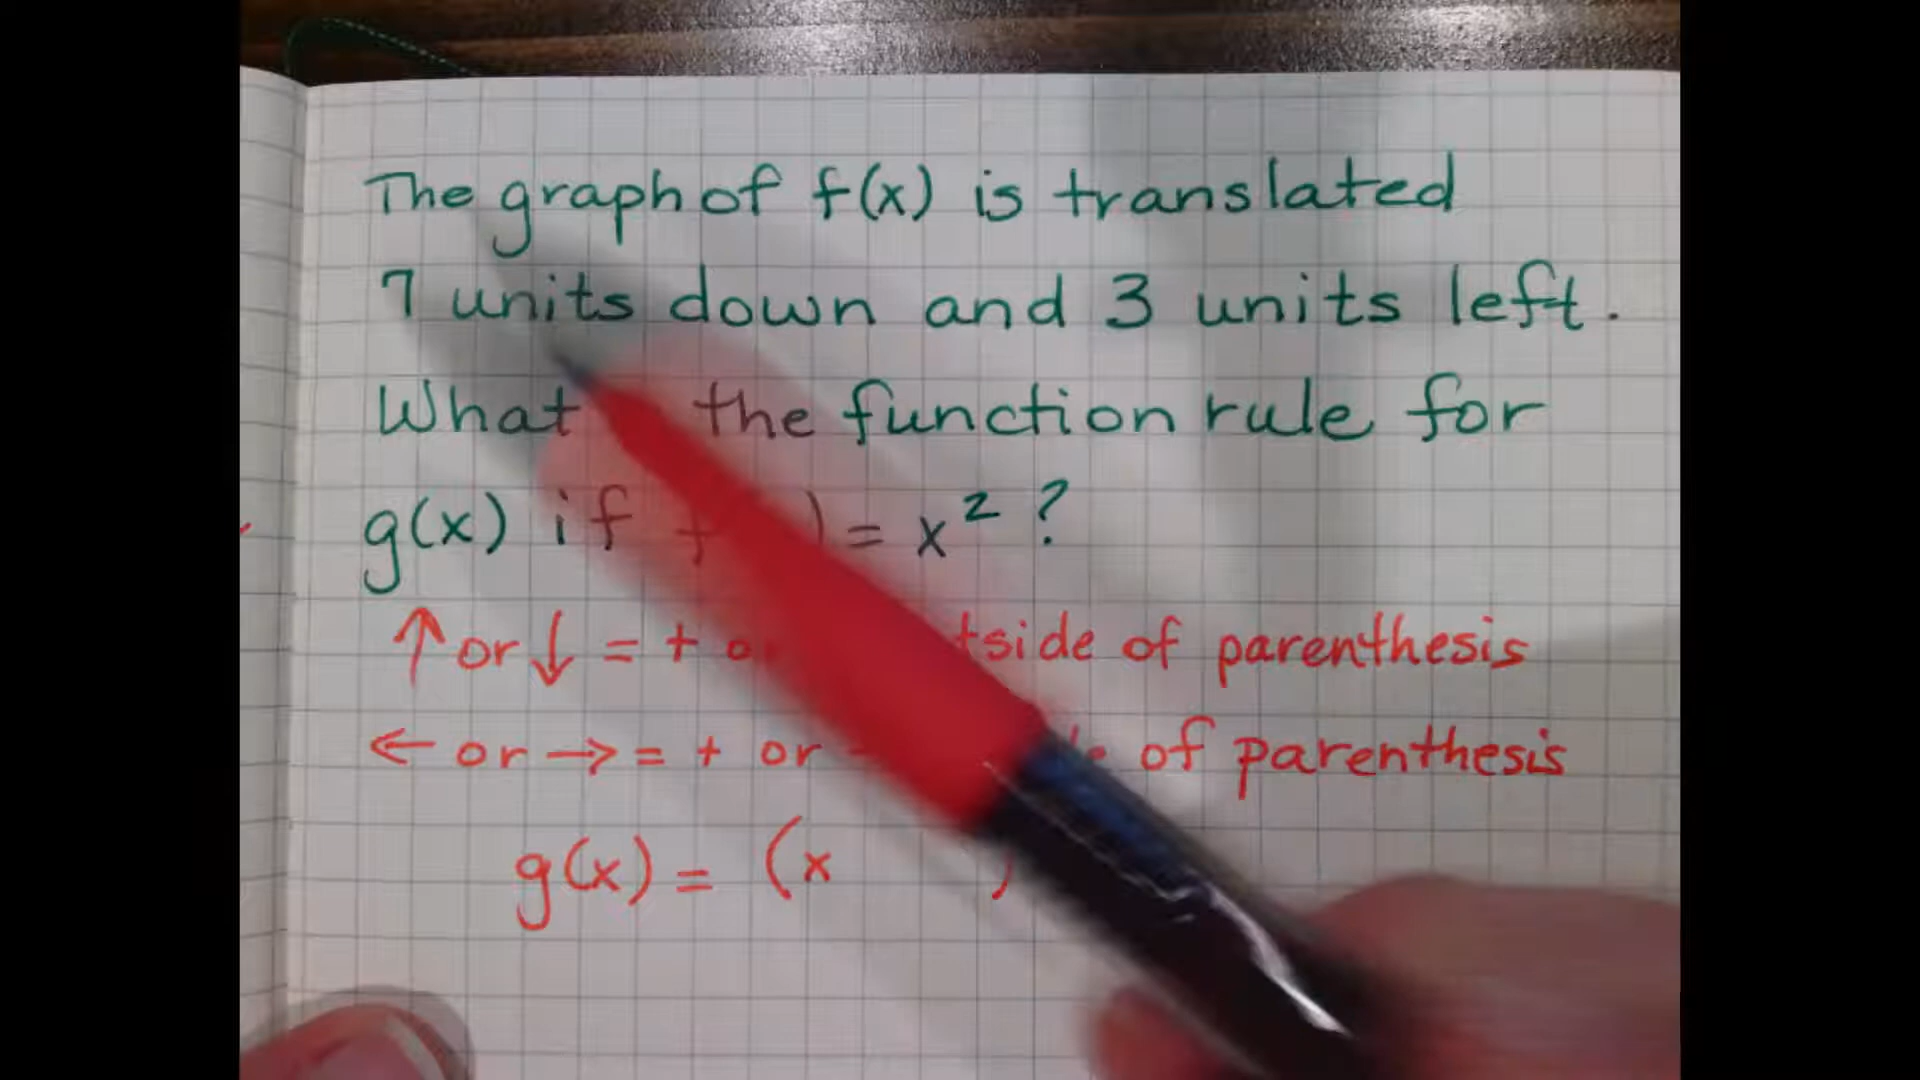 The graph of f(x) is translated
7 units down and 3 units left.
What the function rule for
g(x) if ) = x² ?
↑ or ↓ = + or of parenthesis
← or → = + or of parenthesis
g(x) = (x )